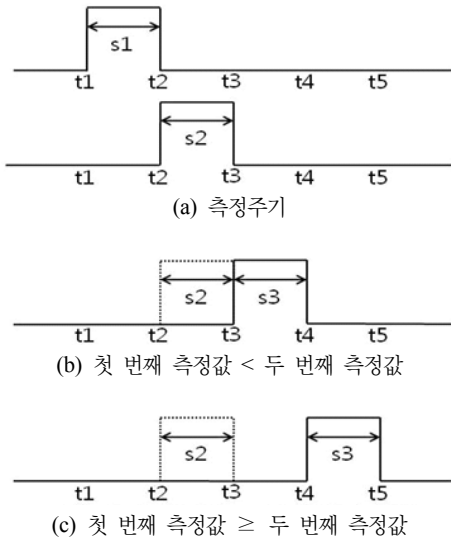 s1
t1 t2 t3 t4 t5
s2
t1 t2 t3 t4 t5
(a) 측정주기
s2 s3
t1 t2 t3 t4 t5
(b) 첫 번째 측정값 < 두 번째 측정값
s2 s3
t1 t2 t3 t4 t5
(c) 첫 번째 측정값 ≥ 두 번째 측정값